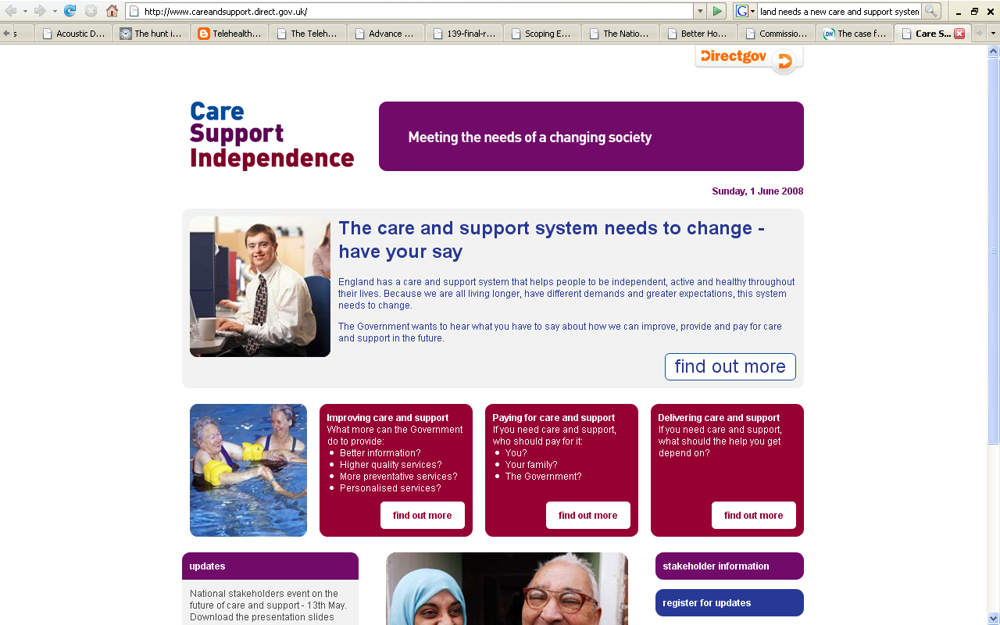 http://www.careandsupport.direct.gov.uk/
land needs a new care and support system
s
Acoustic D...
The hunt i...
Telehealth...
The Teleh...
Advance ...
139-final-r...
Scoping E...
The Natio...
Better Ho...
Commissio...
The case f...
Care S...
Directgov
Care
Support
Independence
Meeting the needs of a changing society
Sunday, 1 June 2008
The care and support system needs to change -
have your say
England has a care and support system that helps people to be independent, active and healthy throughout
their lives. Because we are all living longer, have different demands and greater expectations, this system
needs to change.
The Government wants to hear what you have to say about how we can improve, provide and pay for care
and support in the future.
find out more
Improving care and support
What more can the Government
do to provide:
• Better information?
• Higher quality services?
• More preventative services?
• Personalised services?
find out more
Paying for care and support
If you need care and support,
who should pay for it:
• You?
• Your family?
• The Government?
find out more
Delivering care and support
If you need care and support,
what should the help you get
depend on?
find out more
updates
National stakeholders event on the
future of care and support - 13th May.
Download the presentation slides
stakeholder information
register for updates